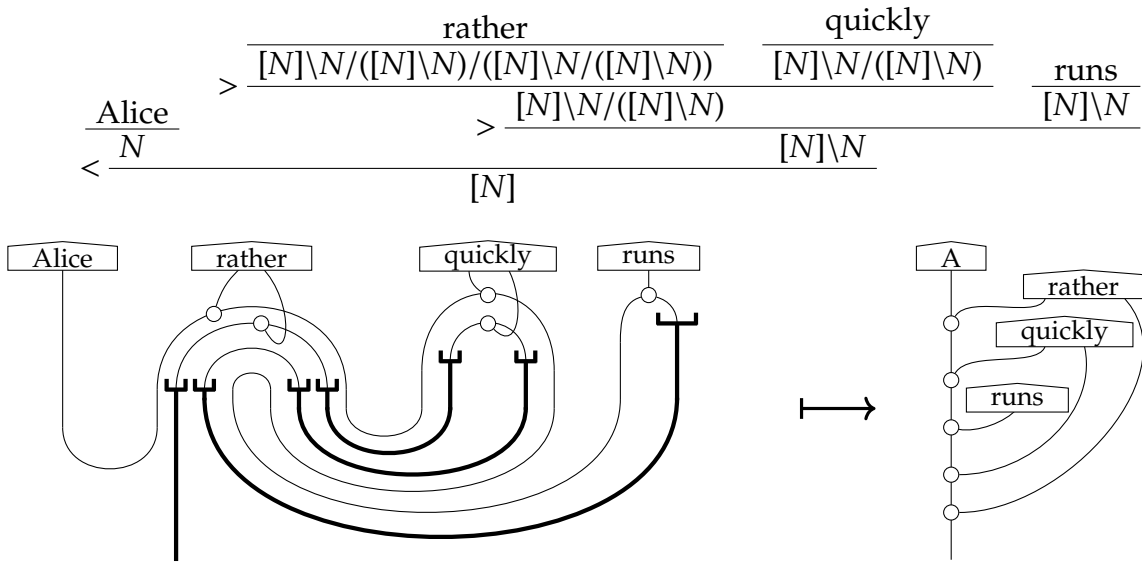 rather quickly
[N]\N/([N]\N)/([N]\N/([N]\N)) [N]\N/([N]\N) runs
> [N]\N/([N]\N) [N]\N
Alice
N > [N]\N
< [N]
Alice rather quickly runs A
rather
quickly
runs